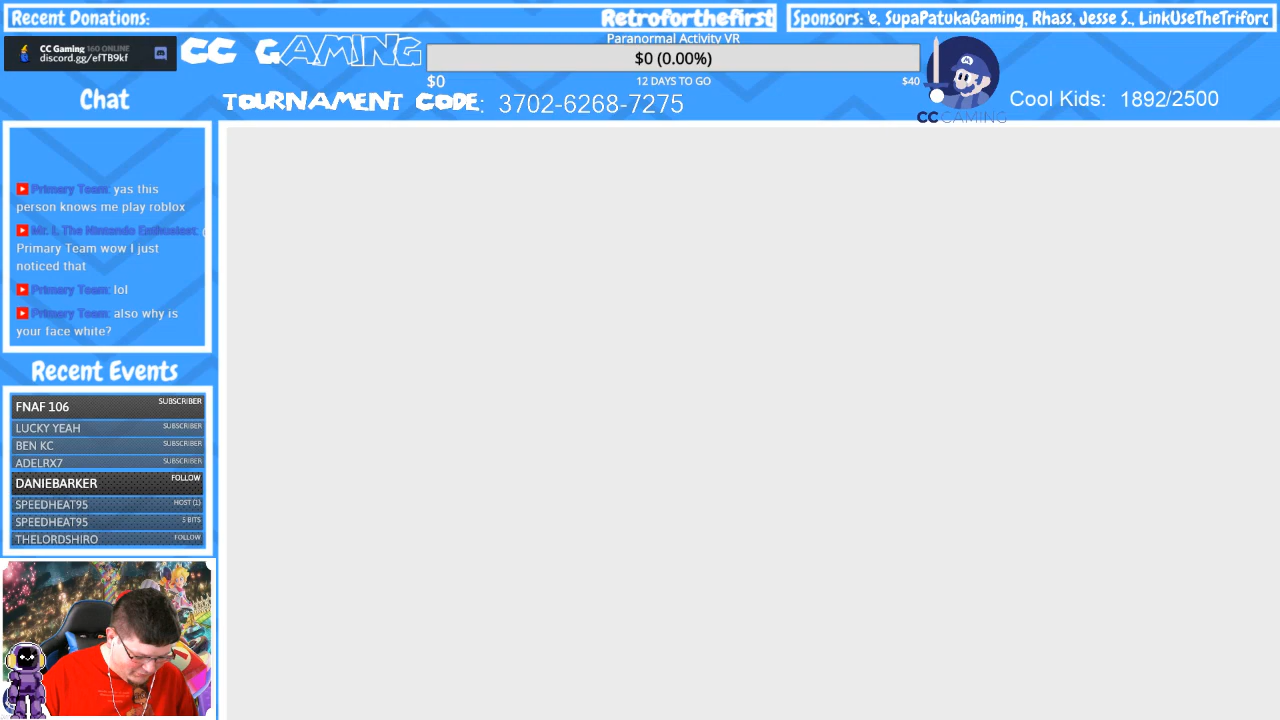 Recent Donations:
Retroforthefirst
Sponsors: 'e, SupaPatukaGaming, Rhass, Jesse S., LinkUseTheTriforc
CC Gaming 160 ONLINE
discord.gg/efTB9kf
CC GAMING
Paranormal Activity VR
$0 (0.00%)
$0
12 DAYS TO GO
$40
TOURNAMENT CODE: 3702-6268-7275
CC GAMING
Cool Kids: 1892/2500
Chat
Primary Team: yas this
person knows me play roblox
Mr. I. The Nintendo Enthusiast:
Primary Team wow I just
noticed that
Primary Team: lol
Primary Team: also why is
your face white?
Recent Events
FNAF 106 SUBSCRIBER
LUCKY YEAH SUBSCRIBER
BEN KC SUBSCRIBER
ADELRX7 SUBSCRIBER
DANIEBARKER FOLLOW
SPEEDHEAT95 HOST (1)
SPEEDHEAT95 5 BITS
THELORDSHIRO FOLLOW